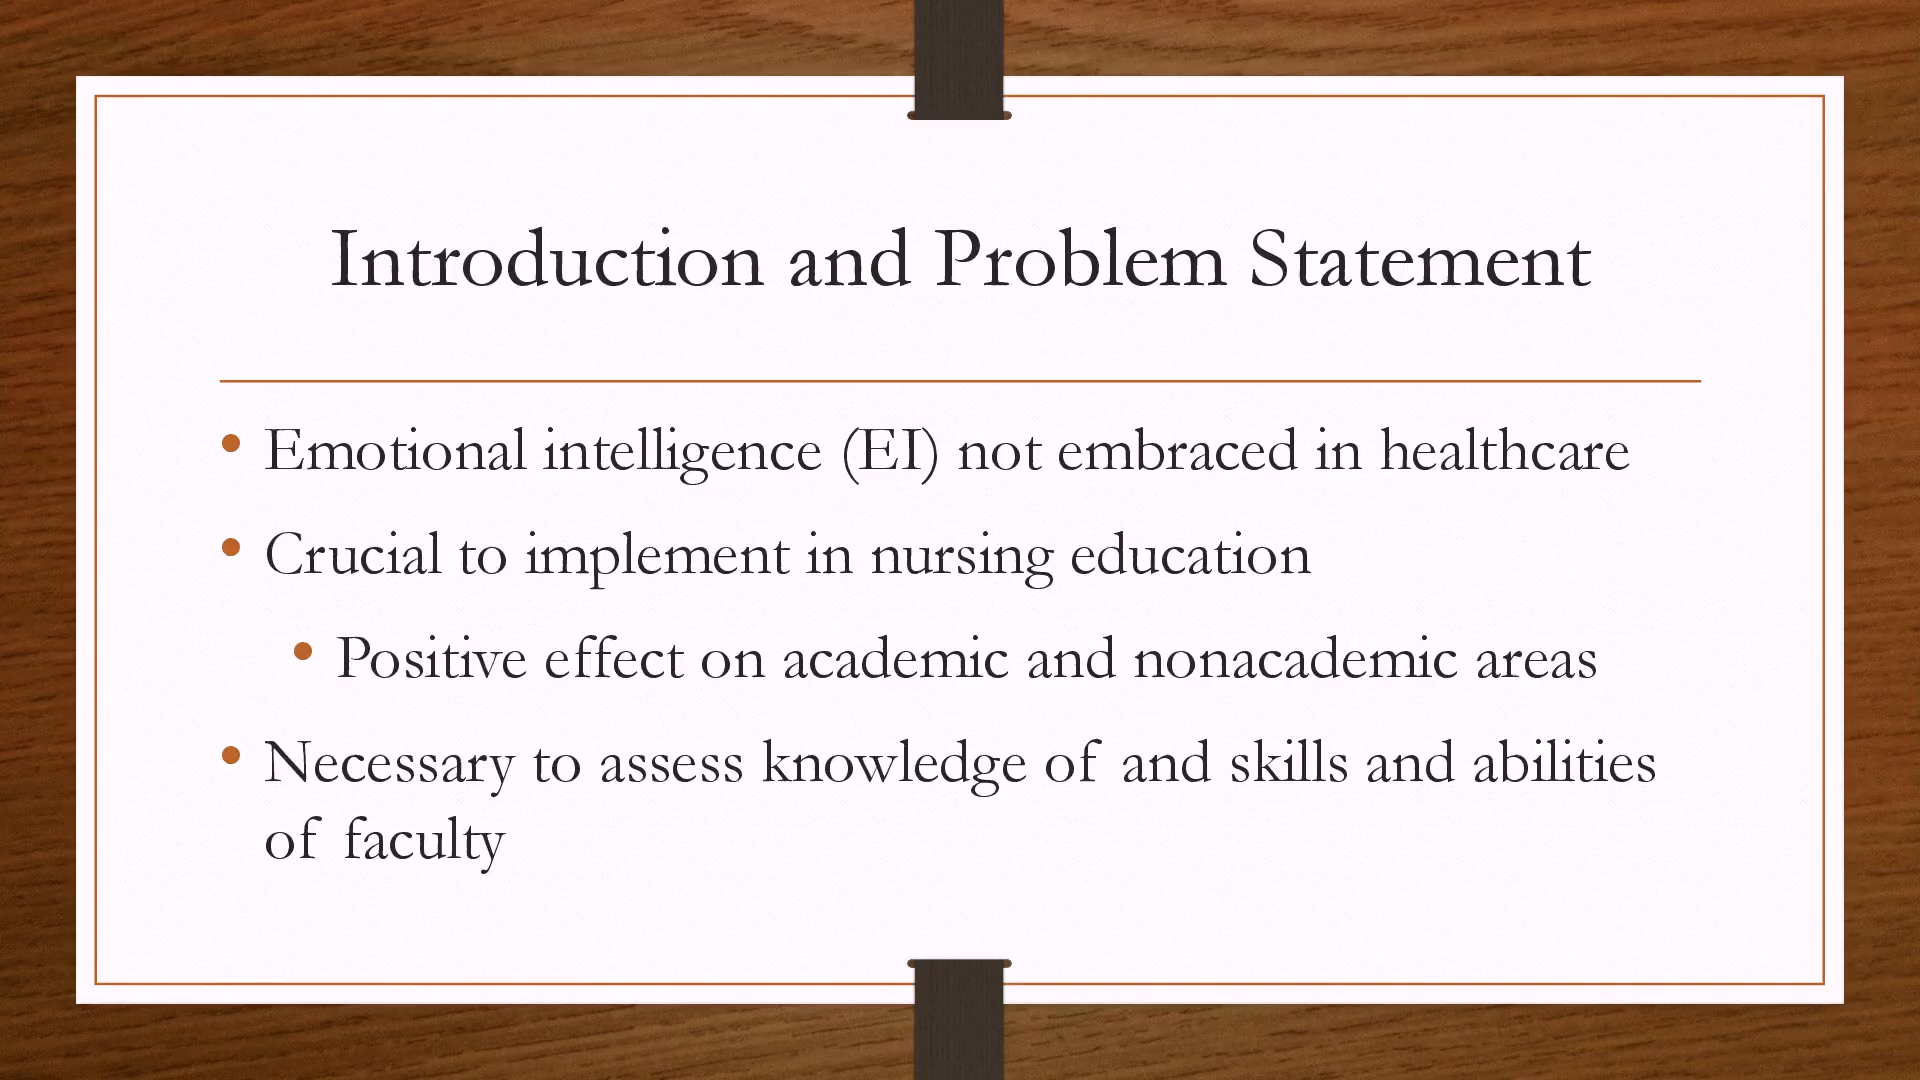 Introduction and Problem Statement
• Emotional intelligence (EI) not embraced in healthcare
• Crucial to implement in nursing education
• Positive effect on academic and nonacademic areas
• Necessary to assess knowledge of and skills and abilities
of faculty